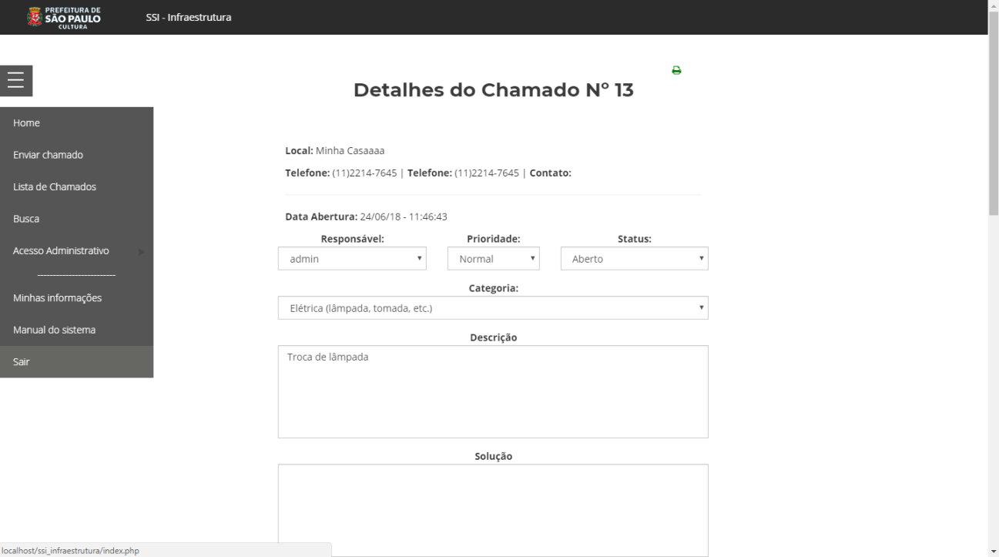 PREFEITURA DE
SÃO PAULO
CULTURA
SSI - Infraestrutura
Detalhes do Chamado Nº 13
Home
Enviar chamado
Lista de Chamados
Busca
Acesso Administrativo
-------------------------
Minhas informações
Manual do sistema
Sair
Local: Minha Casaaaa
Telefone: (11)2214-7645 | Telefone: (11)2214-7645 | Contato:
Data Abertura: 24/06/18 - 11:46:43
Responsável: Prioridade: Status:
admin Normal Aberto
Categoria:
Elétrica (lâmpada, tomada, etc.)
Descrição
Troca de lâmpada
Solução
localhost/ssi_infraestrutura/index.php